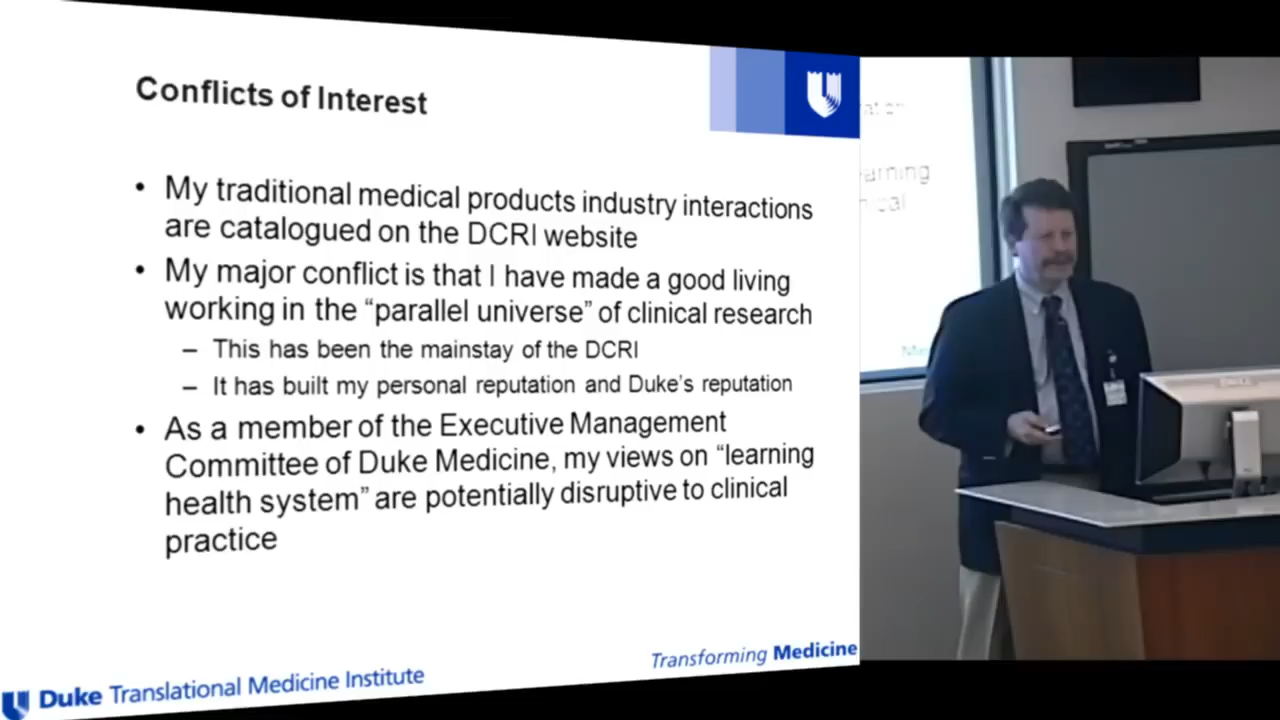 Conflicts of Interest
• My traditional medical products industry interactions
are catalogued on the DCRI website
• My major conflict is that I have made a good living
working in the “parallel universe” of clinical research
– This has been the mainstay of the DCRI
– It has built my personal reputation and Duke's reputation
• As a member of the Executive Management
Committee of Duke Medicine, my views on “learning
health system” are potentially disruptive to clinical
practice
Transforming Medicine
Duke Translational Medicine Institute